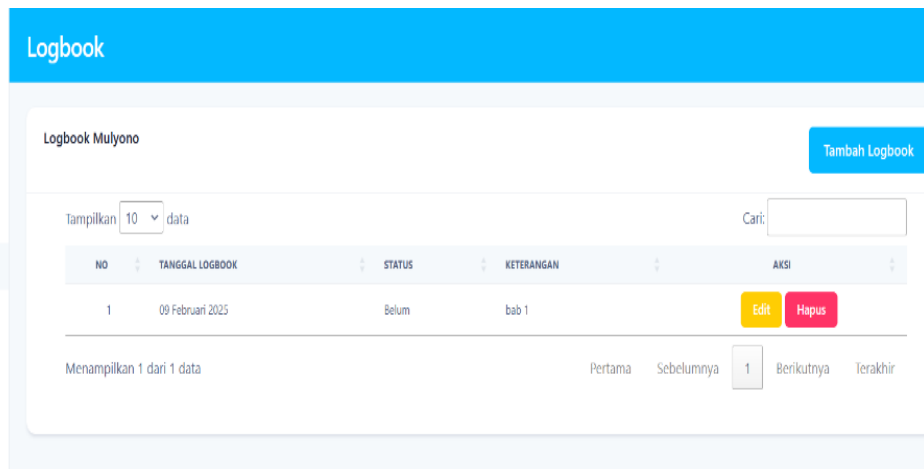 Logbook
Logbook Mulyono
Tambah Logbook
Tampilkan 10 data
Cari:
NO TANGGAL LOGBOOK STATUS KETERANGAN AKSI
1 09 Februari 2025 Belum bab 1 Edit Hapus
Menampilkan 1 dari 1 data
Pertama Sebelumnya 1 Berikutnya Terakhir